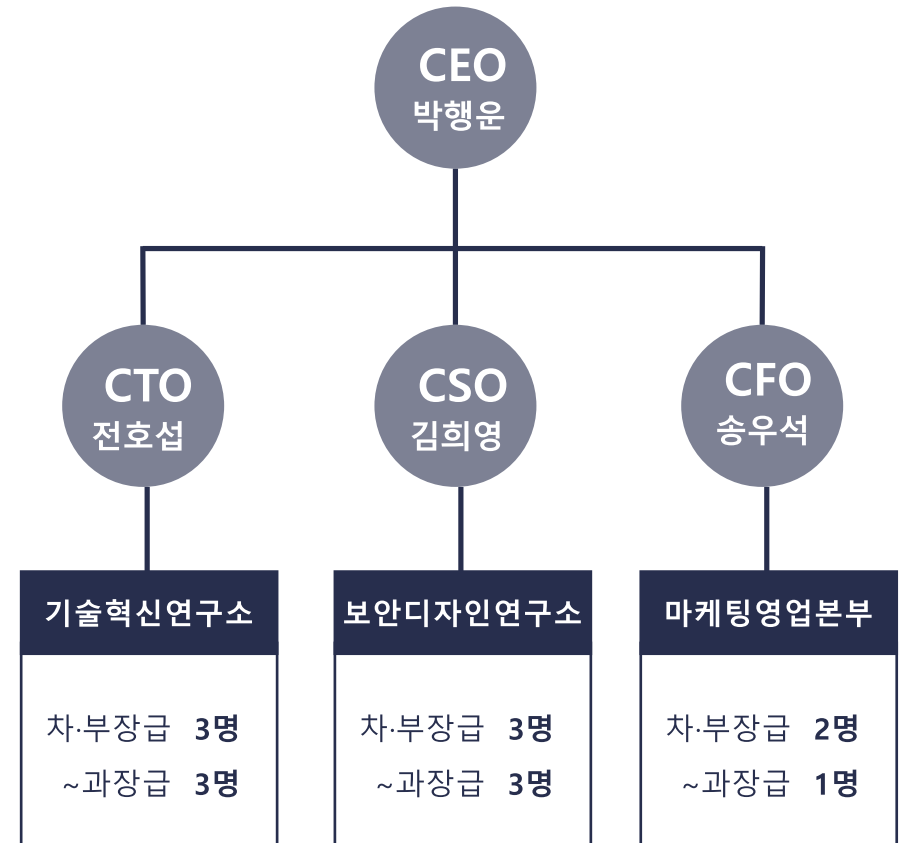 CEO
박행운
CTO
전호섭
CSO
김희영
CFO
송우석
기술혁신연구소
차·부장급 3명
~과장급 3명
보안디자인연구소
차·부장급 3명
~과장급 3명
마케팅영업본부
차·부장급 2명
~과장급 1명